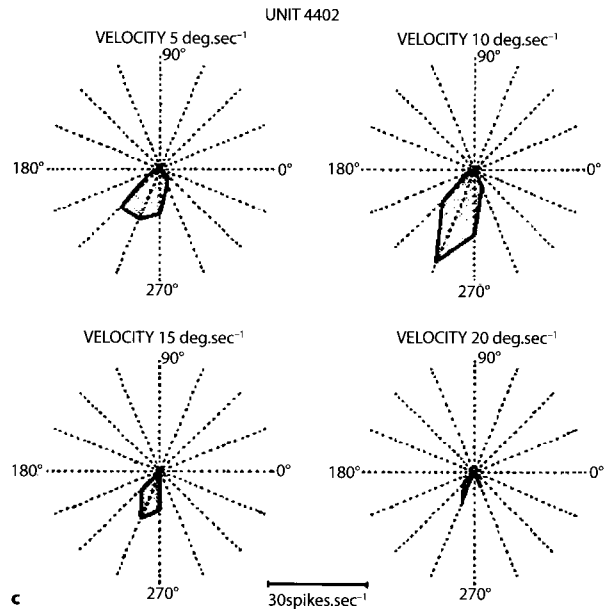 UNIT 4402
VELOCITY 5 deg.sec⁻¹
90°
180°
0°
270°
VELOCITY 10 deg.sec⁻¹
90°
180°
0°
270°
VELOCITY 15 deg.sec⁻¹
90°
180°
0°
270°
VELOCITY 20 deg.sec⁻¹
90°
180°
0°
270°
c
30spikes.sec⁻¹